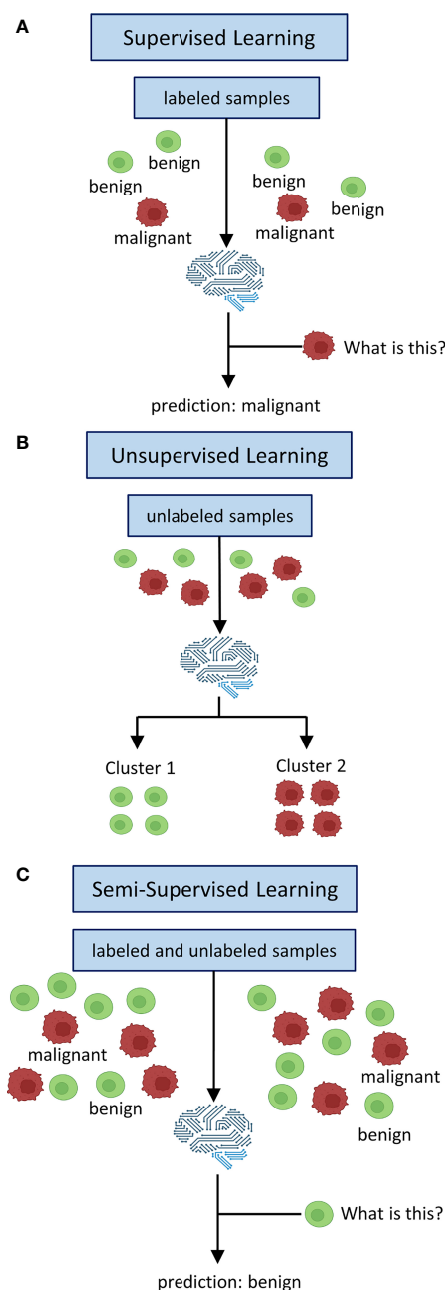 A
Supervised Learning
labeled samples
benign
benign
benign
benign
malignant
malignant
What is this?
prediction: malignant
B
Unsupervised Learning
unlabeled samples
Cluster 1
Cluster 2
C
Semi-Supervised Learning
labeled and unlabeled samples
malignant
malignant
benign
benign
What is this?
prediction: benign